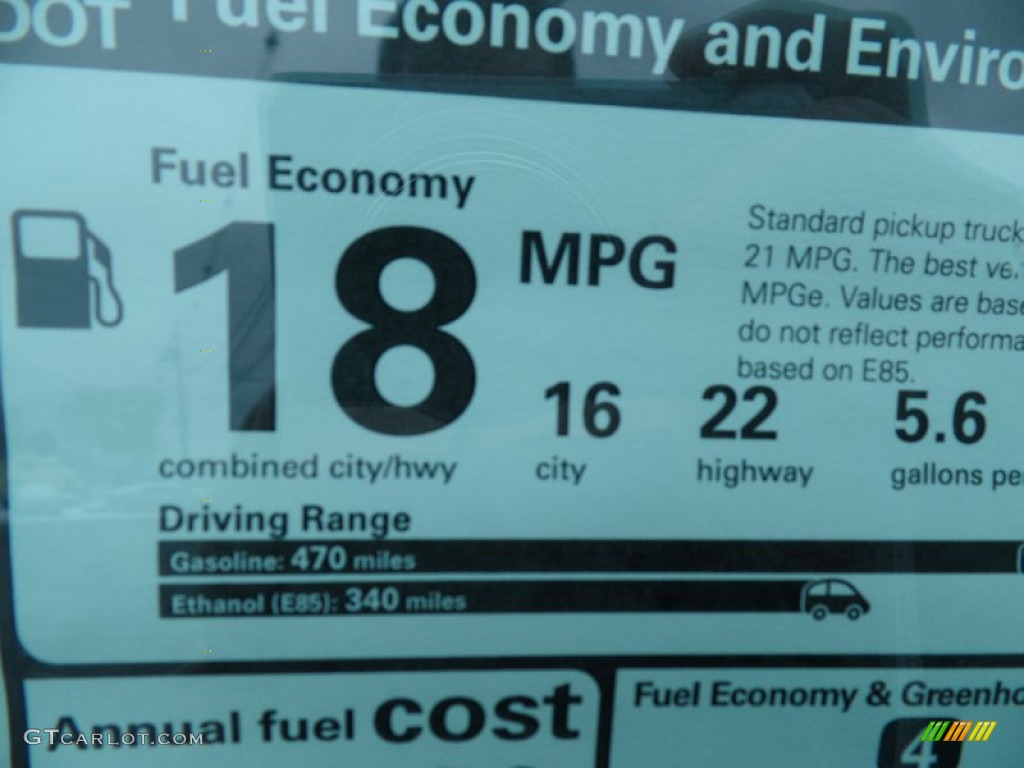 DOT Fuel Economy and Enviro
Fuel Economy
18 MPG
Standard pickup truck
21 MPG. The best
MPGe. Values are base
do not reflect performa
based on E85.
combined city/hwy
16
city
22
highway
5.6
gallons pe
Driving Range
Gasoline: 470 miles
Ethanol (E85): 340 miles
Annual fuel cost
Fuel Economy & Greenho
4
GTCARLOT.COM